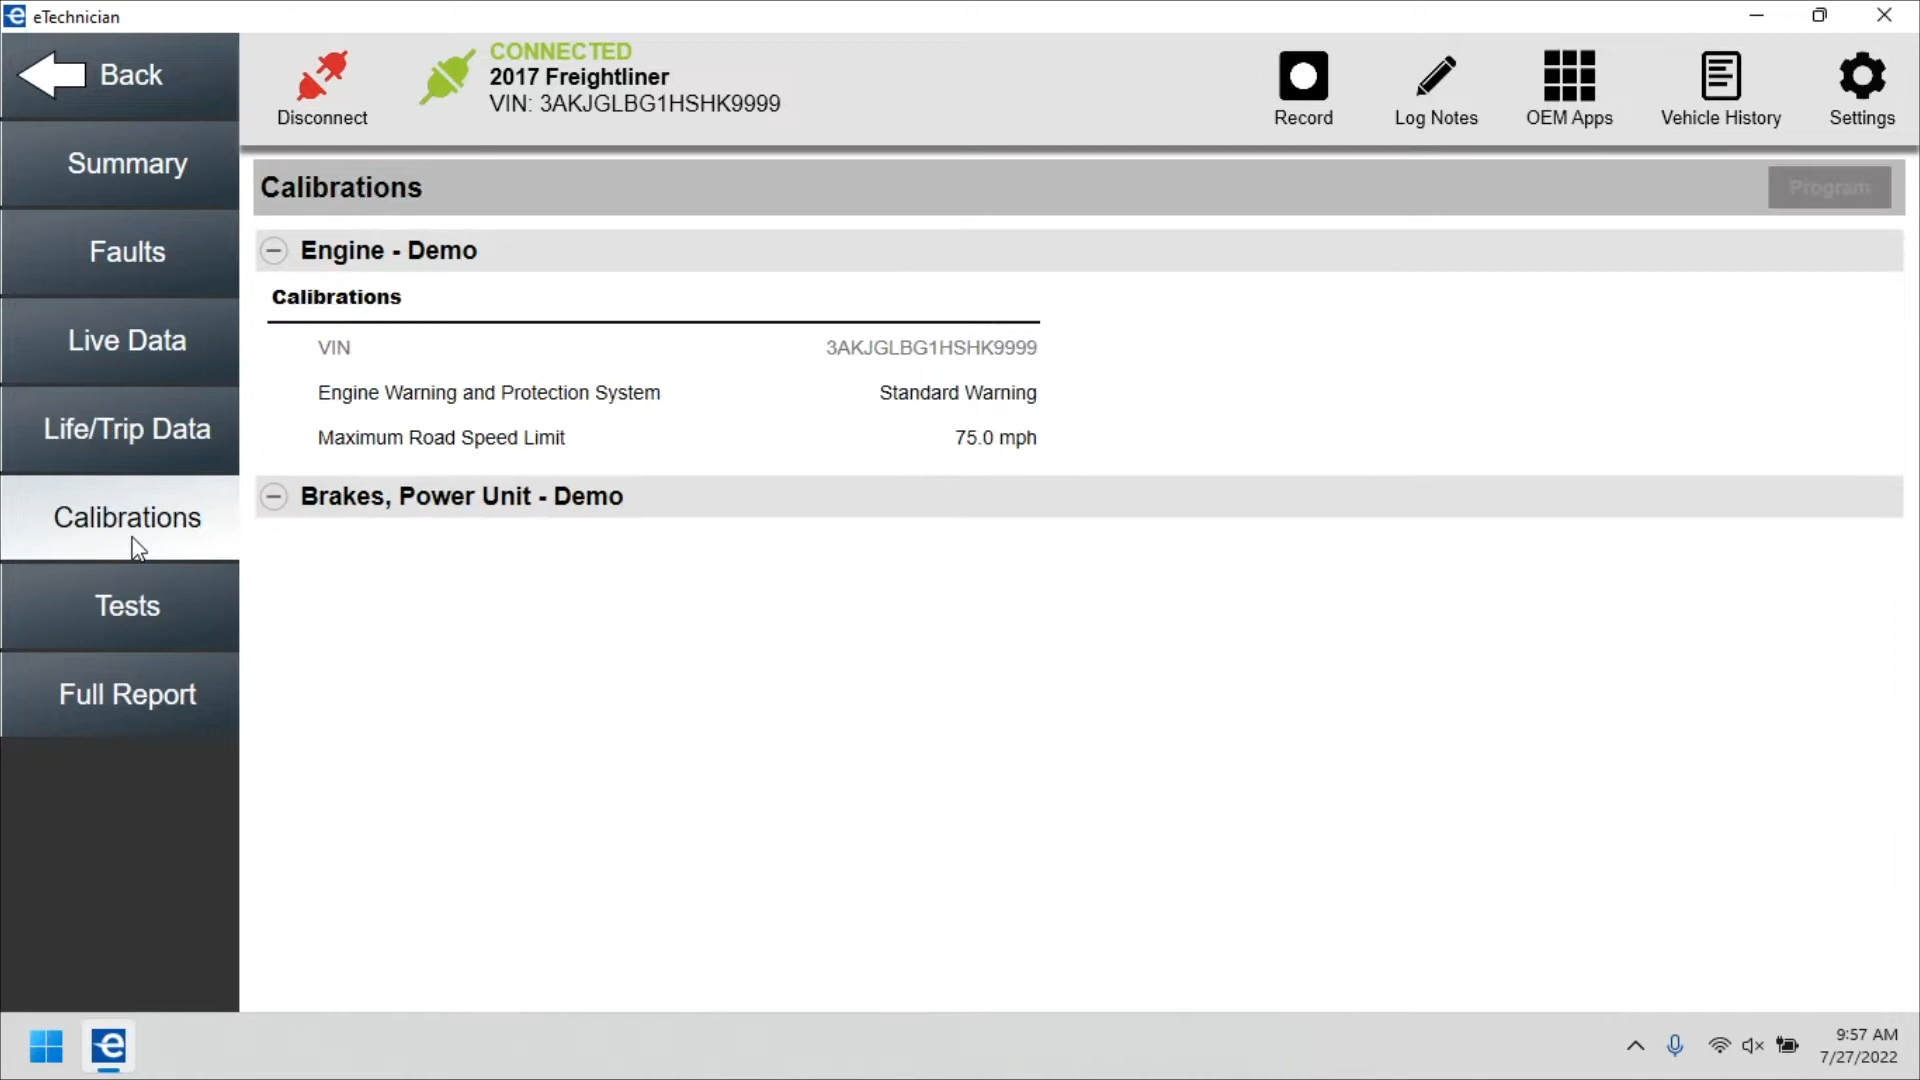 eTechnician
Back
CONNECTED
2017 Freightliner
VIN: 3AKJGLBG1HSHK9999
Disconnect
Record
Log Notes
OEM Apps
Vehicle History
Settings
Summary
Faults
Live Data
Life/Trip Data
Calibrations
Tests
Full Report
Calibrations
Program
Engine - Demo
Calibrations
VIN 3AKJGLBG1HSHK9999
Engine Warning and Protection System Standard Warning
Maximum Road Speed Limit 75.0 mph
Brakes, Power Unit - Demo
9:57 AM
7/27/2022